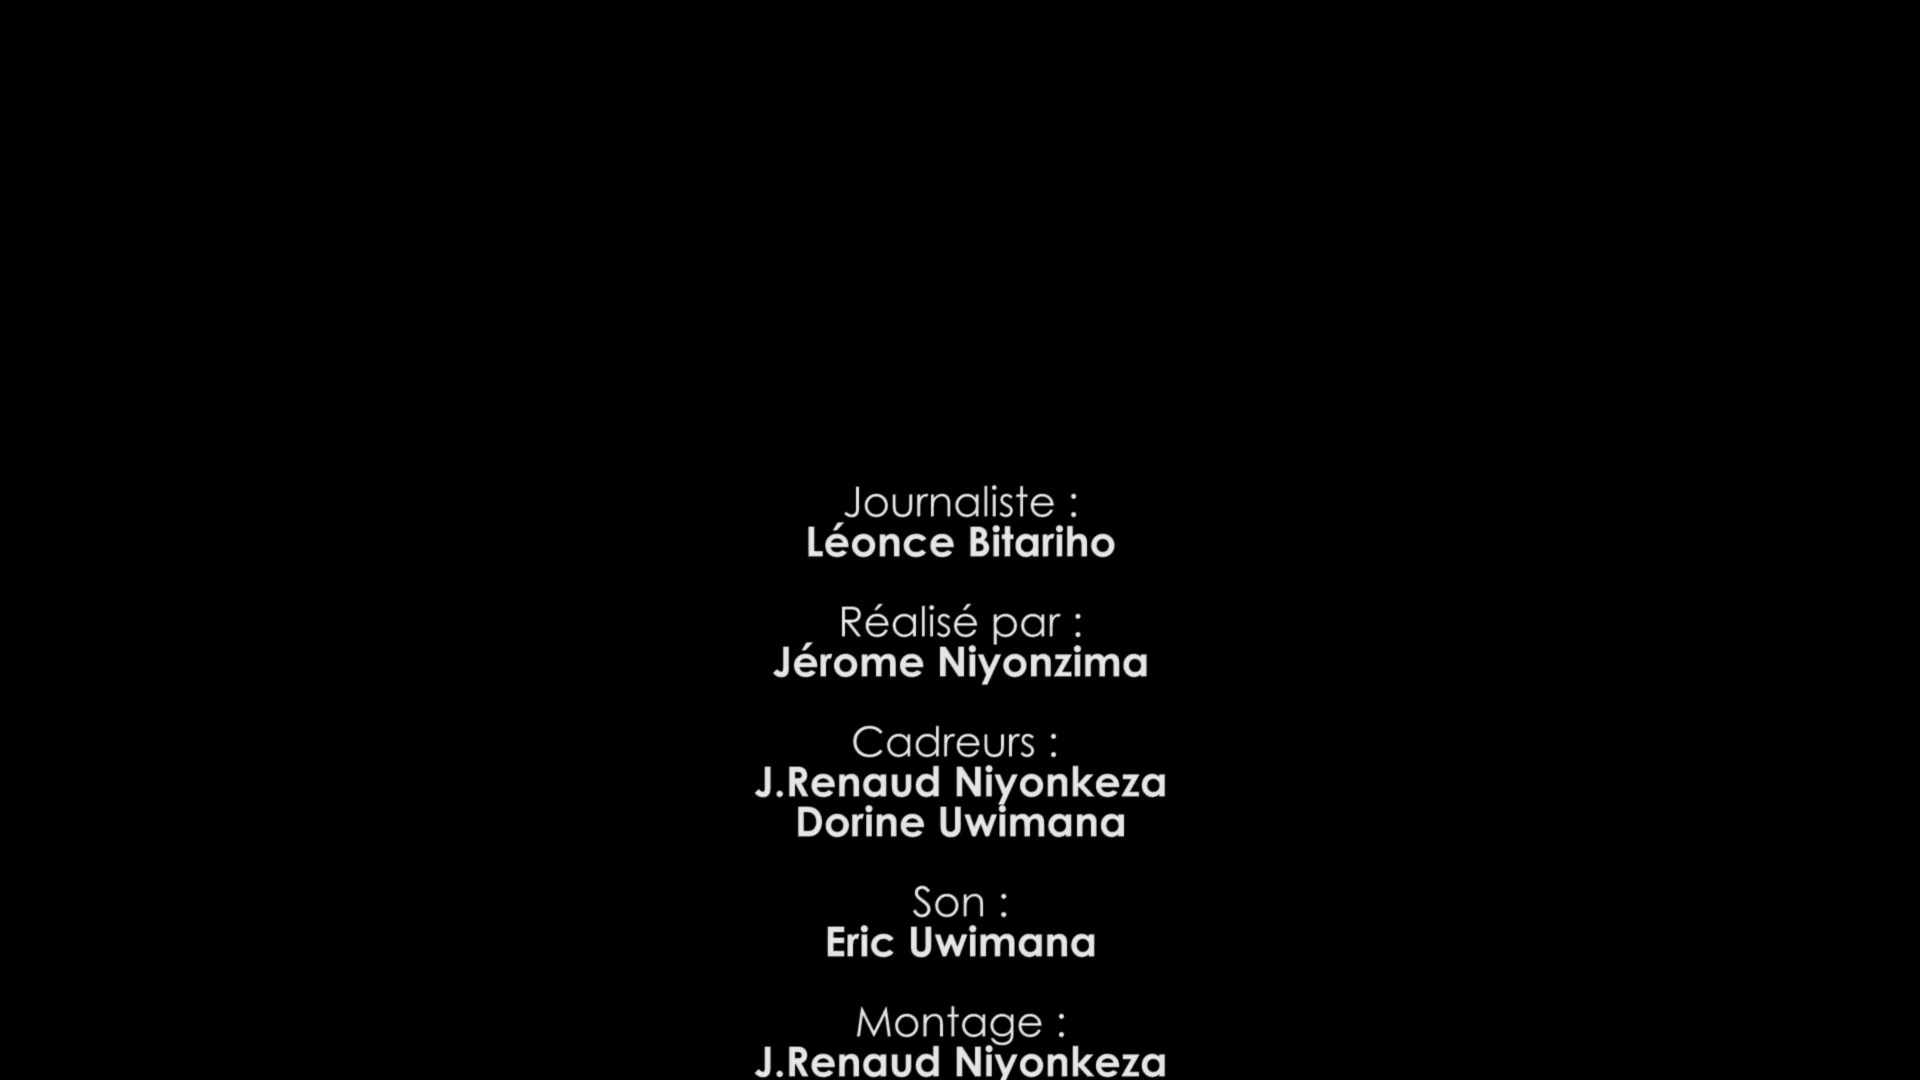 Journaliste :
Léonce Bitariho
Réalisé par :
Jérome Niyonzima
Cadreurs :
J.Renaud Niyonkeza
Dorine Uwimana
Son :
Eric Uwimana
Montage :
J.Renaud Niyonkeza